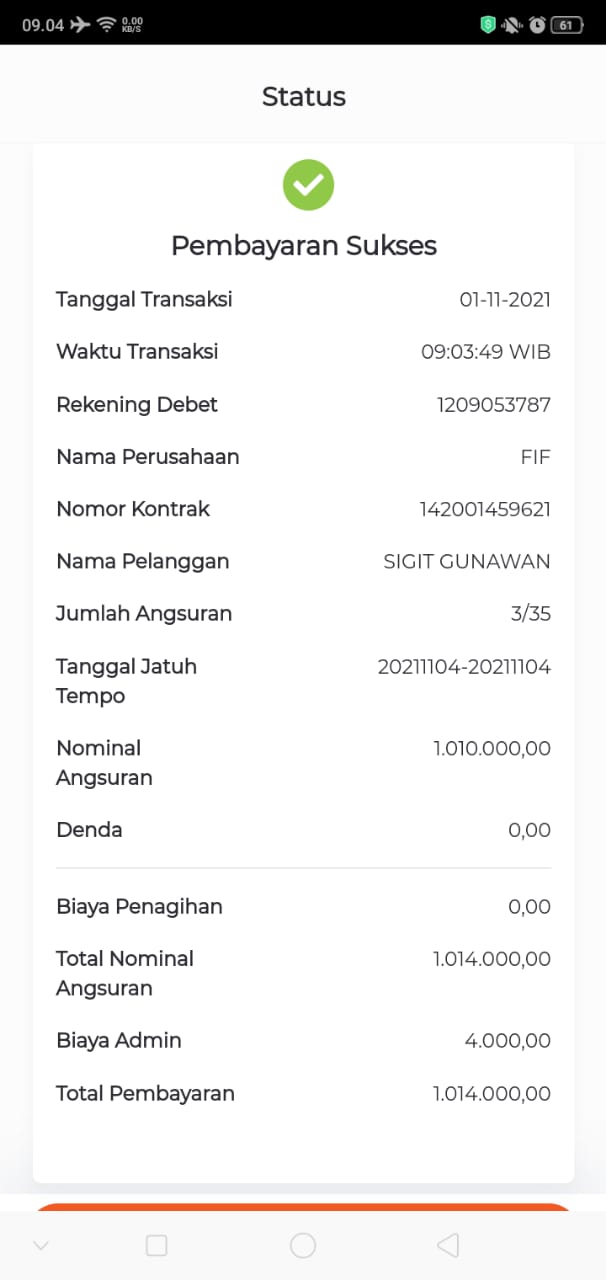 09.04 0.00 KB/S 61
Status
Pembayaran Sukses
Tanggal Transaksi 01-11-2021
Waktu Transaksi 09:03:49 WIB
Rekening Debet 1209053787
Nama Perusahaan FIF
Nomor Kontrak 142001459621
Nama Pelanggan SIGIT GUNAWAN
Jumlah Angsuran 3/35
Tanggal Jatuh 20211104-20211104
Tempo
Nominal 1.010.000,00
Angsuran
Denda 0,00
Biaya Penagihan 0,00
Total Nominal 1.014.000,00
Angsuran
Biaya Admin 4.000,00
Total Pembayaran 1.014.000,00